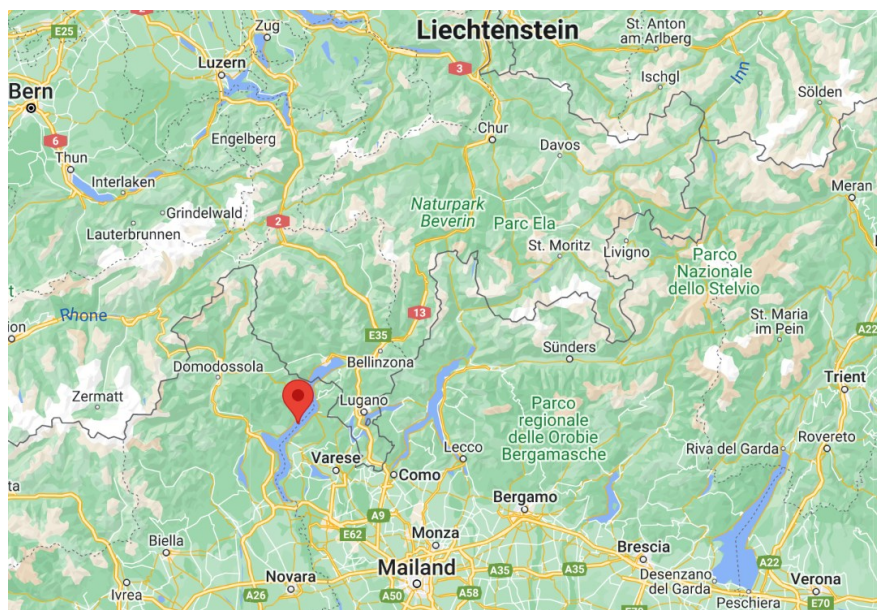 E25
Zug
Liechtenstein
St. Anton
am Arlberg
Luzern
3
Inn
Ischgl
Bern
Sölden
6
Engelberg
Chur
Thun
Davos
Interlaken
Meran
Grindelwald
Naturpark
Beverin
2
Lauterbrunnen
Parc Ela
St. Moritz
Livigno
Parco
Nazionale
dello Stelvio
t
Rhone
13
St. Maria
im Pein
ion
E35
A22
Bellinzona
Sünders
Domodossola
Trient
Zermatt
Lugano
Parco
regionale
delle Orobie
Bergamasche
Rovereto
Riva del Garda
Lecco
Varese
Como
ta
Bergamo
A9
E62
Monza
Biella
Brescia
Mailand
A35
A35
A22
Desenzano
del Garda
Novara
Verona
Ivrea
A26
A50
A58
E70
Peschiera
E70